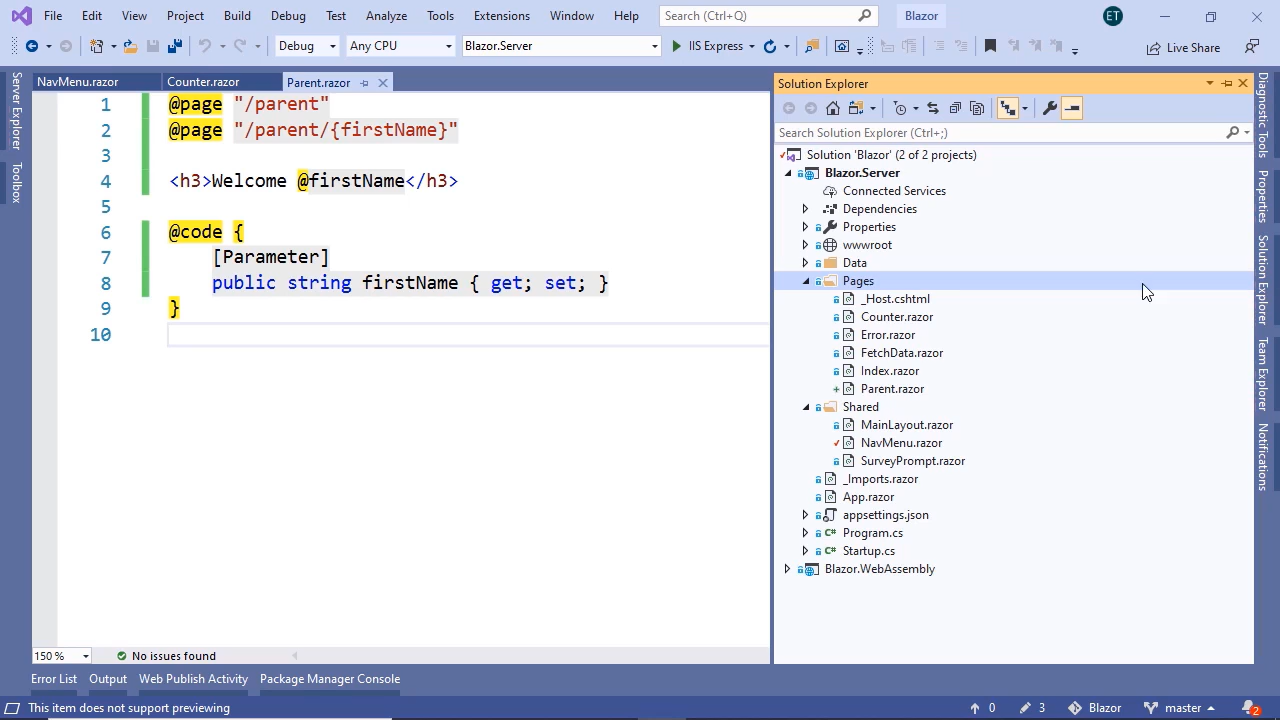 File Edit View Project Build Debug Test Analyze Tools Extensions Window Help Search (Ctrl+Q) Blazor ET
Debug Any CPU Blazor.Server IIS Express Live Share
Server Explorer
Toolbox
NavMenu.razor Counter.razor Parent.razor
1 @page "/parent"
2 @page "/parent/{firstName}"
3
4 <h3>Welcome @firstName</h3>
5
6 @code {
7 [Parameter]
8 public string firstName { get; set; }
9 }
10
150 % No issues found
Solution Explorer
Search Solution Explorer (Ctrl+;)
Solution 'Blazor' (2 of 2 projects)
Blazor.Server
Connected Services
Dependencies
Properties
wwwroot
Data
Pages
_Host.cshtml
Counter.razor
Error.razor
FetchData.razor
Index.razor
Parent.razor
Shared
MainLayout.razor
NavMenu.razor
SurveyPrompt.razor
_Imports.razor
App.razor
appsettings.json
C# Program.cs
C# Startup.cs
Blazor.WebAssembly
Diagnostic Tools
Properties
Solution Explorer
Team Explorer
Notifications
Error List Output Web Publish Activity Package Manager Console
This item does not support previewing 0 3 Blazor master 2